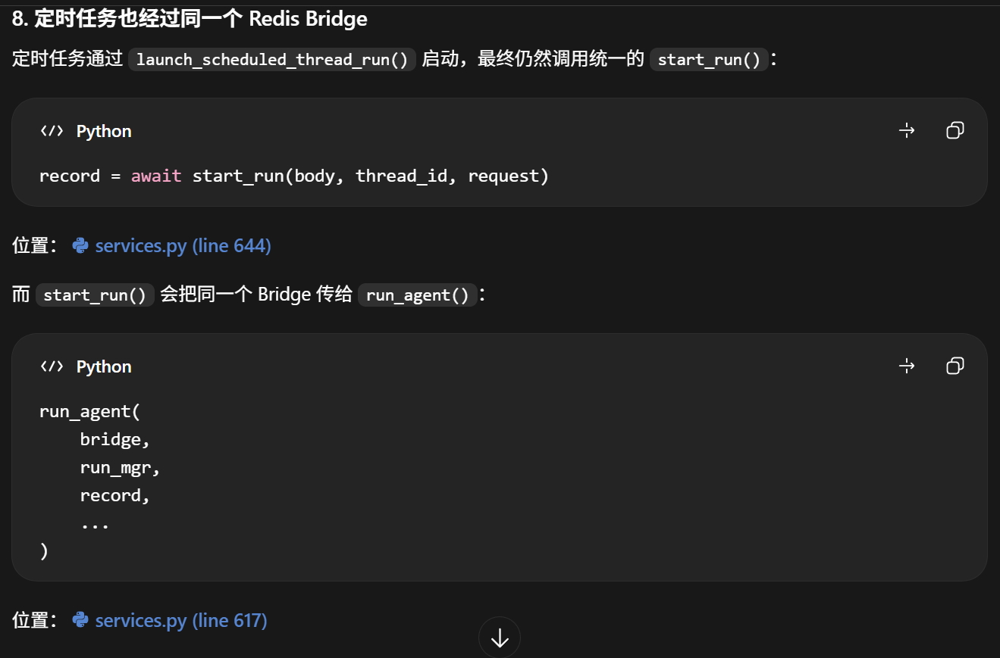 8. 定时任务也经过同一个 Redis Bridge
定时任务通过 launch_scheduled_thread_run() 启动，最终仍然调用统一的 start_run()：
Python
record = await start_run(body, thread_id, request)
位置： services.py (line 644)
而 start_run() 会把同一个 Bridge 传给 run_agent()：
Python
run_agent(
    bridge,
    run_mgr,
    record,
    ...
)
位置： services.py (line 617)